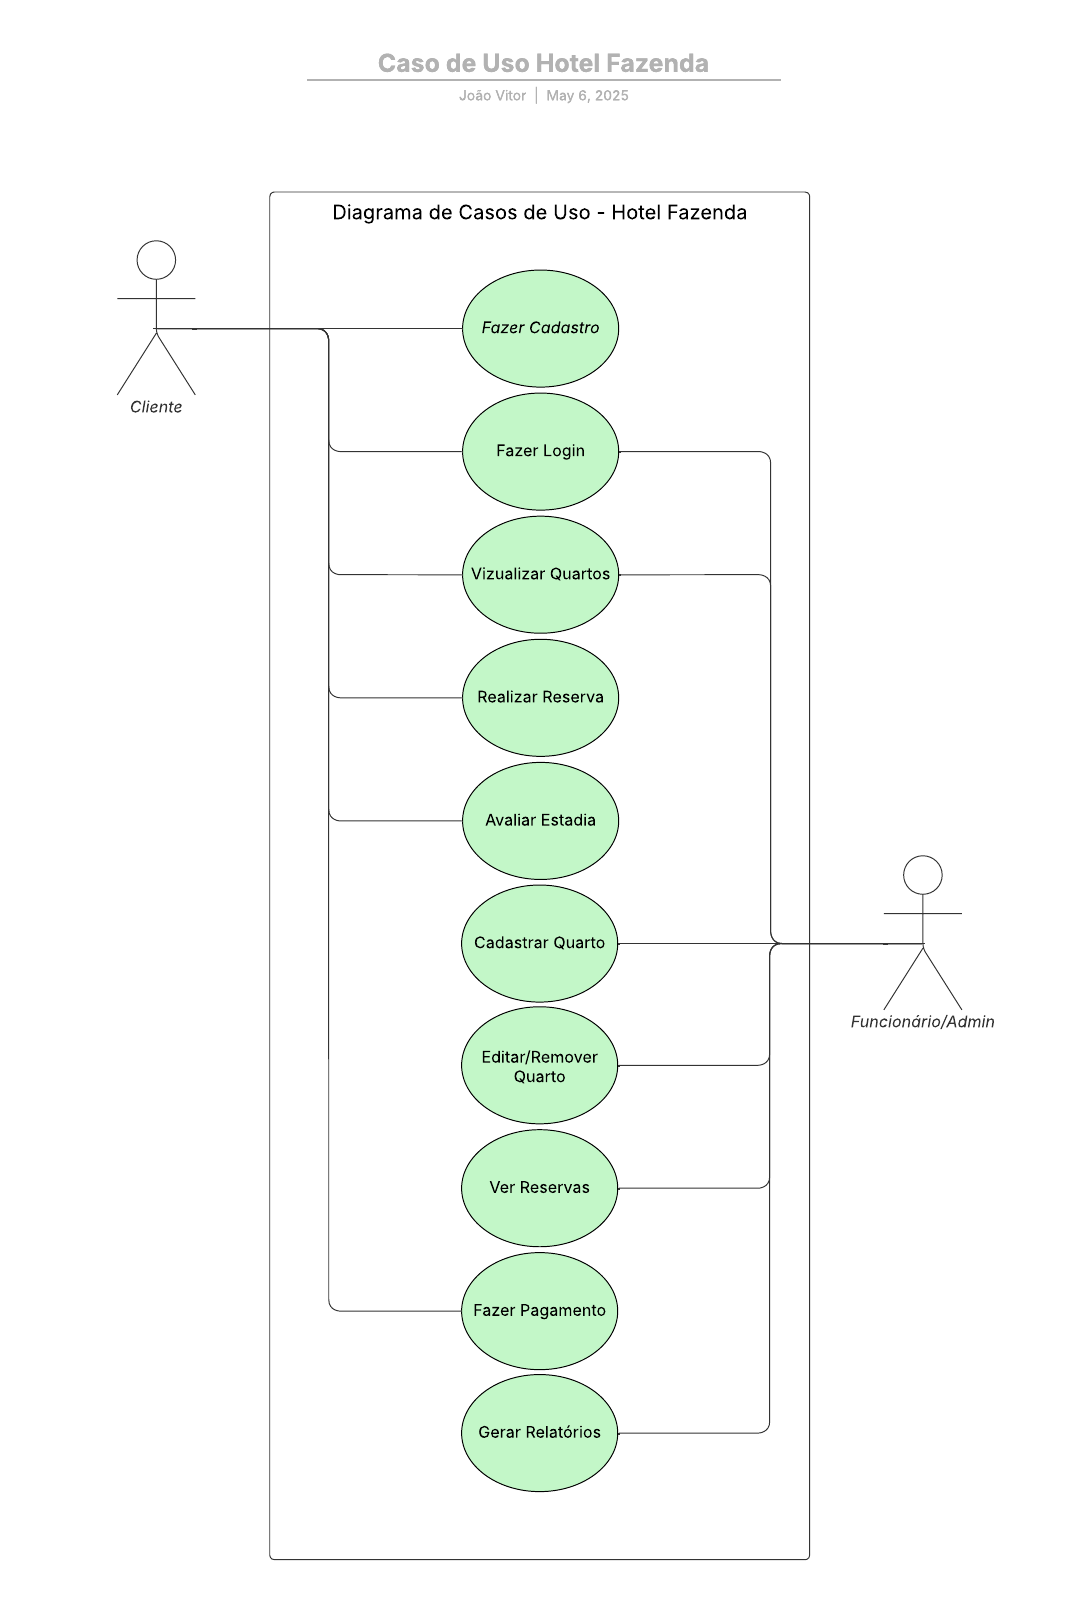 Caso de Uso Hotel Fazenda
João Vitor | May 6, 2025
Diagrama de Casos de Uso - Hotel Fazenda
Cliente
Fazer Cadastro
Fazer Login
Vizualizar Quartos
Realizar Reserva
Avaliar Estadia
Cadastrar Quarto
Funcionário/Admin
Editar/Remover
Quarto
Ver Reservas
Fazer Pagamento
Gerar Relatórios